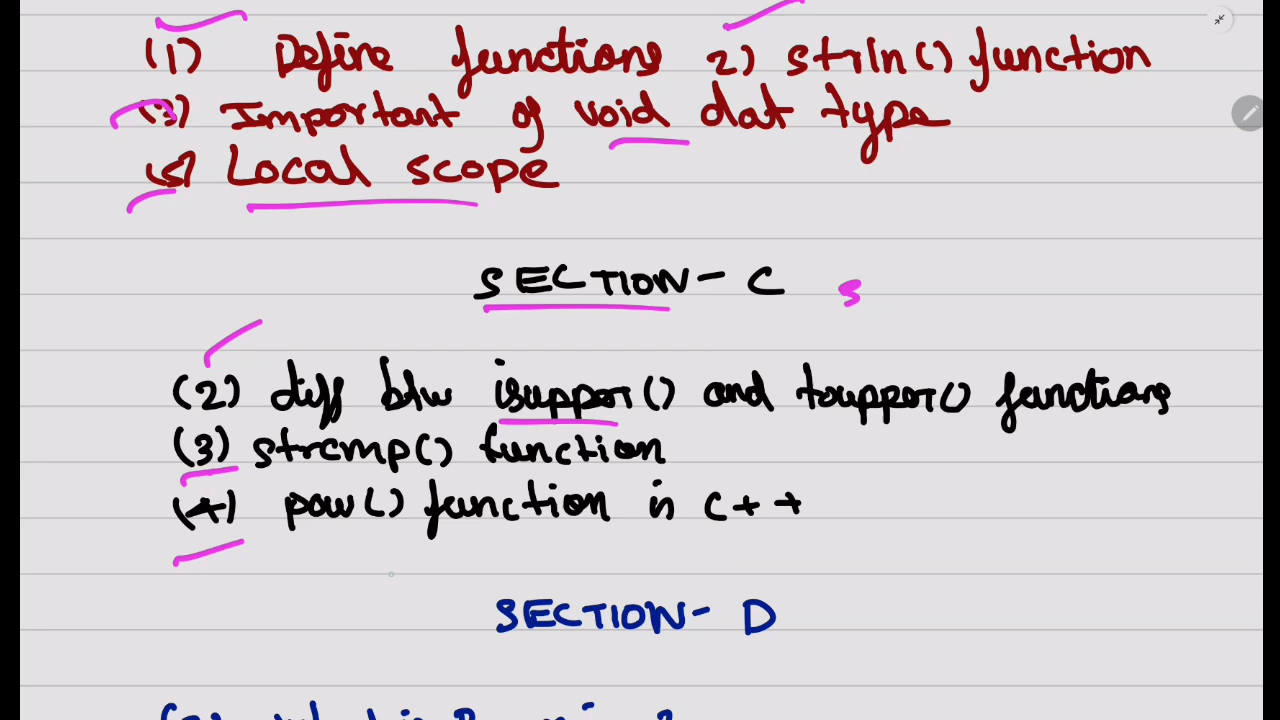 (1) Define functions 2) strln() function
(3) Important of void dat type
(5) Local scope
SECTION - C
(2) diff btw isupper() and toupper() functions
(3) strcmp() function
(4) pow() function in C++
SECTION - D